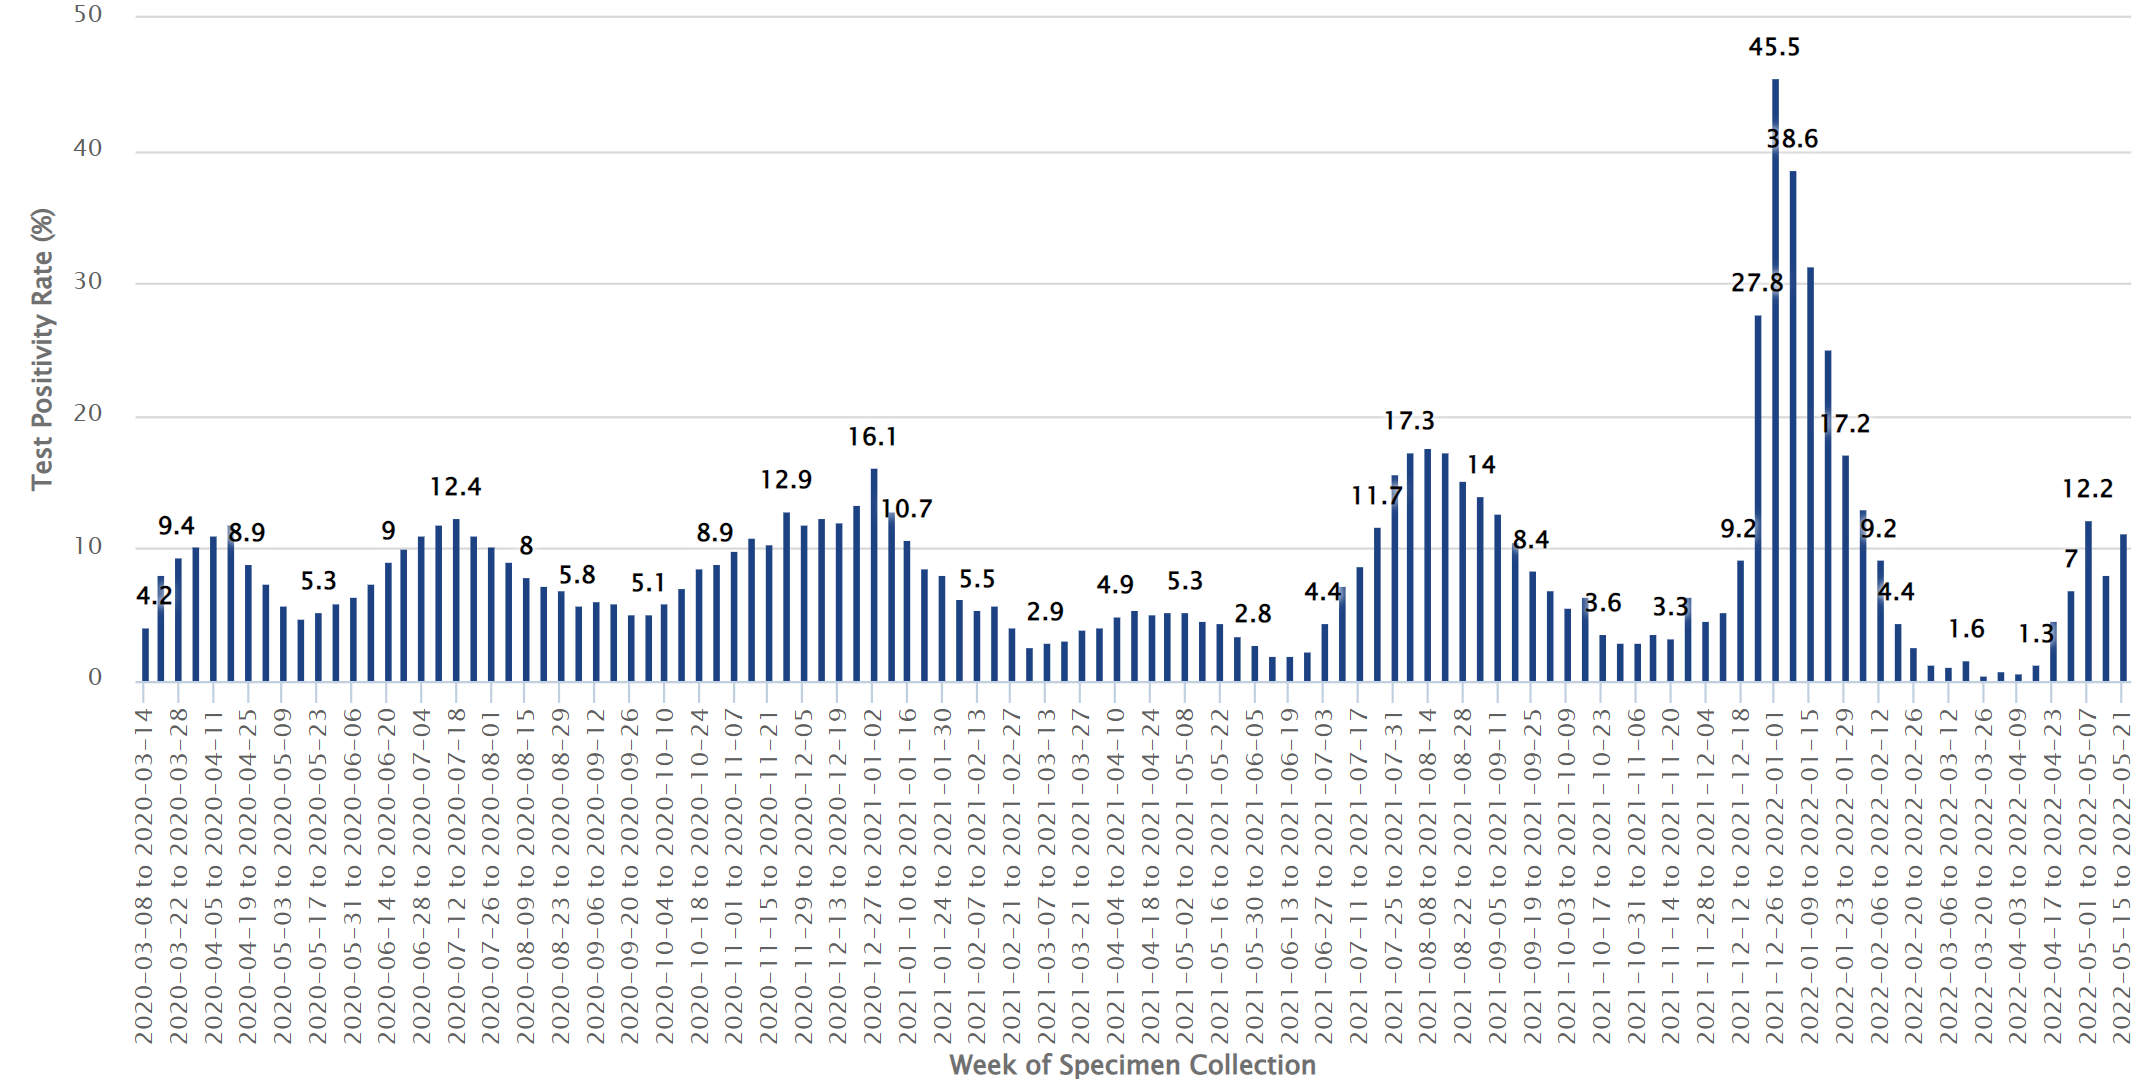 50
40
30
20
10
0
Test Positivity Rate (%)
4.2
9.4
8.9
5.3
9
12.4
8
5.8
5.1
8.9
12.9
16.1
10.7
5.5
2.9
4.9
5.3
2.8
4.4
11.7
17.3
14
8.4
3.6
3.3
9.2
27.8
45.5
38.6
17.2
9.2
4.4
1.6
1.3
7
12.2
2020-03-08 to 2020-03-14
2020-03-22 to 2020-03-28
2020-04-05 to 2020-04-11
2020-04-19 to 2020-04-25
2020-05-03 to 2020-05-09
2020-05-17 to 2020-05-23
2020-05-31 to 2020-06-06
2020-06-14 to 2020-06-20
2020-06-28 to 2020-07-04
2020-07-12 to 2020-07-18
2020-07-26 to 2020-08-01
2020-08-09 to 2020-08-15
2020-08-23 to 2020-08-29
2020-09-06 to 2020-09-12
2020-09-20 to 2020-09-26
2020-10-04 to 2020-10-10
2020-10-18 to 2020-10-24
2020-11-01 to 2020-11-07
2020-11-15 to 2020-11-21
2020-11-29 to 2020-12-05
2020-12-13 to 2020-12-19
2020-12-27 to 2021-01-02
2021-01-10 to 2021-01-16
2021-01-24 to 2021-01-30
2021-02-07 to 2021-02-13
2021-02-21 to 2021-02-27
2021-03-07 to 2021-03-13
2021-03-21 to 2021-03-27
2021-04-04 to 2021-04-10
2021-04-18 to 2021-04-24
2021-05-02 to 2021-05-08
2021-05-16 to 2021-05-22
2021-05-30 to 2021-06-05
2021-06-13 to 2021-06-19
2021-06-27 to 2021-07-03
2021-07-11 to 2021-07-17
2021-07-25 to 2021-07-31
2021-08-08 to 2021-08-14
2021-08-22 to 2021-08-28
2021-09-05 to 2021-09-11
2021-09-19 to 2021-09-25
2021-10-03 to 2021-10-09
2021-10-17 to 2021-10-23
2021-10-31 to 2021-11-06
2021-11-14 to 2021-11-20
2021-11-28 to 2021-12-04
2021-12-12 to 2021-12-18
2021-12-26 to 2022-01-01
2022-01-09 to 2022-01-15
2022-01-23 to 2022-01-29
2022-02-06 to 2022-02-12
2022-02-20 to 2022-02-26
2022-03-06 to 2022-03-12
2022-03-20 to 2022-03-26
2022-04-03 to 2022-04-09
2022-04-17 to 2022-04-23
2022-05-01 to 2022-05-07
2022-05-15 to 2022-05-21
Week of Specimen Collection